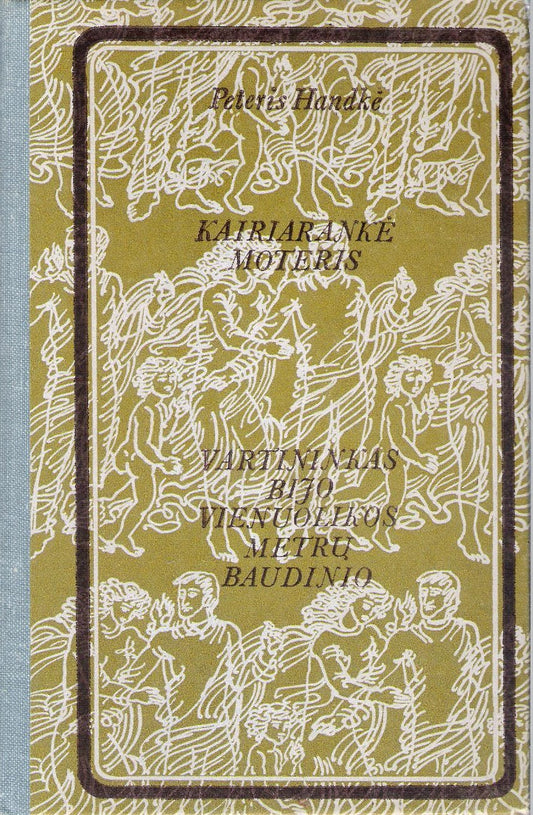 Peteris Handkė
KAIRIARANKĖ
MOTERIS
VARTININKAS
BIJO
VIENUOLIKOS
METRŲ
BAUDINIO